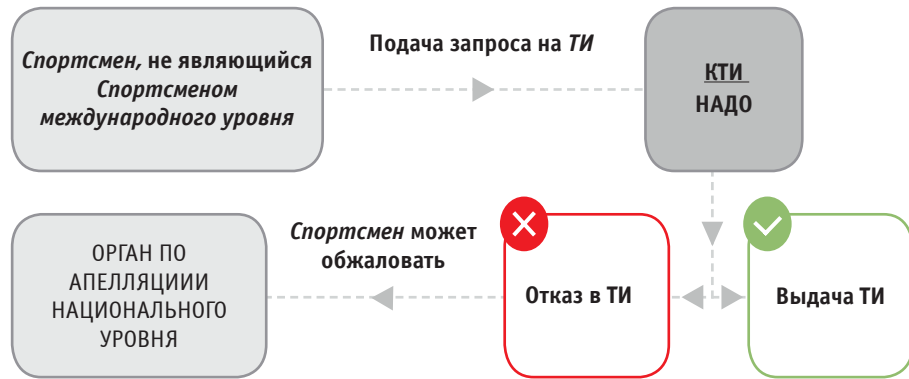 Спортсмен, не являющийся
Спортсменом
международного уровня
Подача запроса на ТИ
КТИ
НАДО
Спортсмен может
обжаловать
ОРГАН ПО
АПЕЛЛЯЦИИИ
НАЦИОНАЛЬНОГО
УРОВНЯ
Отказ в ТИ
Выдача ТИ